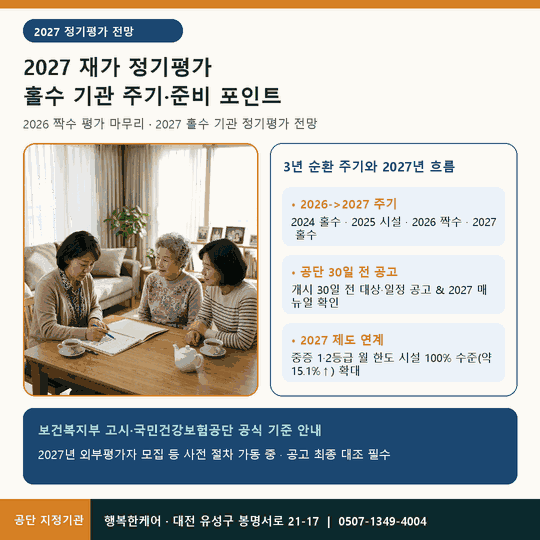 2027 정기평가 전망
2027 재가 정기평가
홀수 기관 주기·준비 포인트
2026 짝수 평가 마무리 · 2027 홀수 기관 정기평가 전망
3년 순환 주기와 2027년 흐름
• 2026->2027 주기
2024 홀수 · 2025 시설 · 2026 짝수 · 2027
홀수
• 공단 30일 전 공고
개시 30일 전 대상·일정 공고 & 2027 매
뉴얼 확인
• 2027 제도 연계
중증 1·2등급 월 한도 시설 100% 수준(약
15.1%↑) 확대
보건복지부 고시·국민건강보험공단 공식 기준 안내
2027년 외부평가자 모집 등 사전 절차 가동 중 · 공고 최종 대조 필수
공단 지정기관
행복한케어 · 대전 유성구 봉명서로 21-17 | 0507-1349-4004